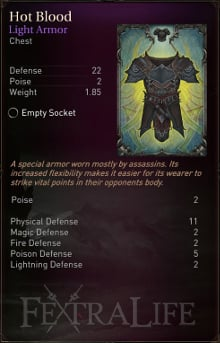 Hot Blood
Light Armor
Chest
Defense 22
Poise 2
Weight 1.85
Empty Socket
A special armor worn mostly by assassins. Its
increased flexibility makes it easier for its wearer to
strike vital points in their opponents body.
Poise 2
Physical Defense 11
Magic Defense 2
Fire Defense 2
Poison Defense 5
Lightning Defense 2
FEXTRALIFE